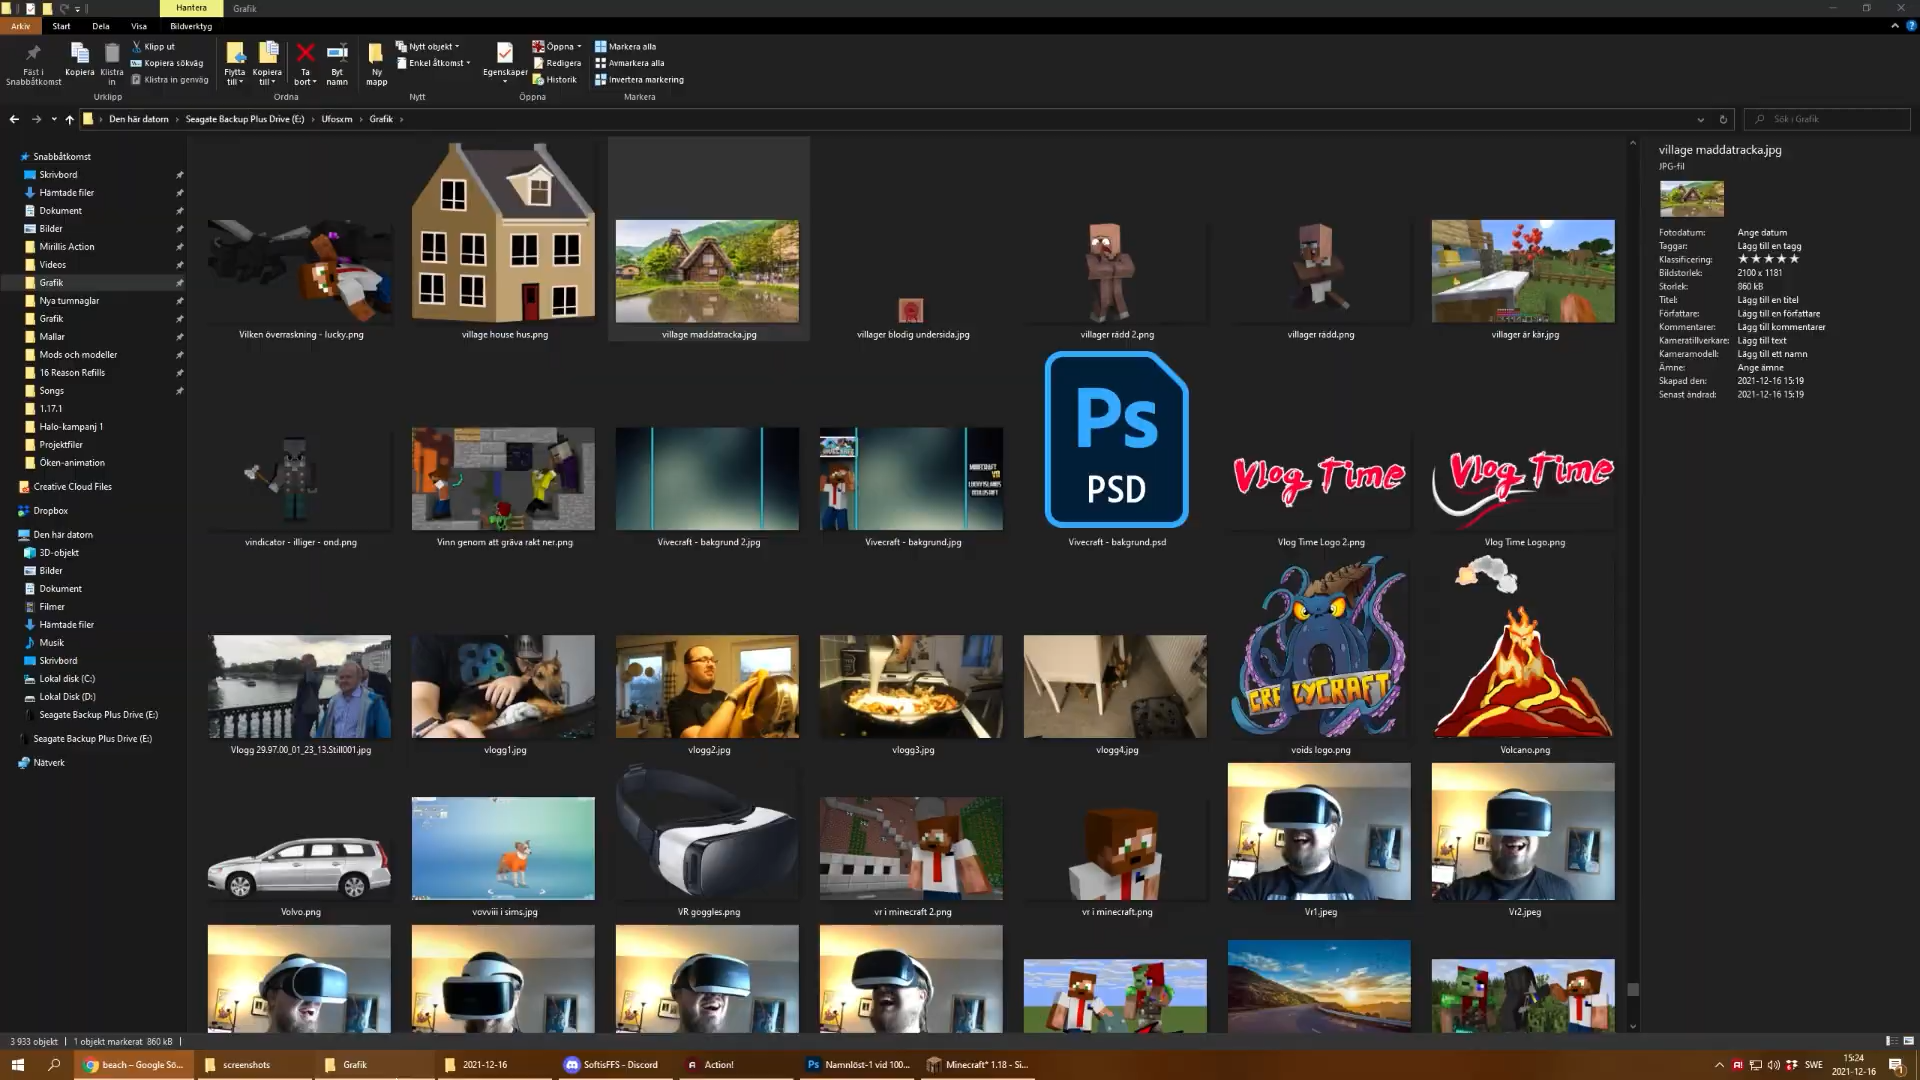 Hantera
Grafik
Arkiv
Start
Dela
Visa
Bildverktyg
Fäst i Snabbåtkomst
Kopiera
Klistra in
Klipp ut
Kopiera sökväg
Klistra in genväg
Flytta till
Kopiera till
Ta bort
Byt namn
Ny mapp
Nytt objekt
Enkel åtkomst
Egenskaper
Öppna
Redigera
Historik
Markera alla
Avmarkera alla
Invertera markering
Urklipp
Ordna
Nytt
Öppna
Markera
Den här datorn › Seagate Backup Plus Drive (E:) › Ufosxm › Grafik ›
Sök i Grafik
Snabbåtkomst
Skrivbord
Hämtade filer
Dokument
Bilder
Mirillis Action
Videos
Grafik
Nya tumnaglar
Grafik
Mallar
Mods och modeller
16 Reason Refills
Songs
1.17.1
Halo-kampanj 1
Projektfiler
Öken-animation
Creative Cloud Files
Dropbox
Den här datorn
3D-objekt
Bilder
Dokument
Filmer
Hämtade filer
Musik
Skrivbord
Lokal disk (C:)
Lokal Disk (D:)
Seagate Backup Plus Drive (E:)
Seagate Backup Plus Drive (E:)
Nätverk
Vilken överraskning - lucky.png
village house hus.png
village maddatracka.jpg
villager blodig undersida.jpg
villager rädd 2.png
villager rädd.png
villager är kär.jpg
MINECRAFT
VR
Ps
PSD
Vlog Time
Vlog Time
vindicator - illiger - ond.png
Vinn genom att gräva rakt ner.png
Vivecraft - bakgrund 2.jpg
Vivecraft - bakgrund.jpg
Vivecraft - bakgrund.psd
Vlog Time Logo 2.png
Vlog Time Logo.png
88
CRAZYCRAFT
Vlogg 29.97.00_01_23_13.Still001.jpg
vlogg1.jpg
vlogg2.jpg
vlogg3.jpg
vlogg4.jpg
voids logo.png
Volcano.png
Volvo.png
vovviii i sims.jpg
VR goggles.png
vr i minecraft 2.png
vr i minecraft.png
Vr1.jpeg
Vr2.jpeg
village maddatracka.jpg
JPG-fil
Fotodatum: Ange datum
Taggar: Lägg till en tagg
Klassificering: ★★★★★
Bildstorlek: 2100 x 1181
Storlek: 860 kB
Titel: Lägg till en titel
Författare: Lägg till en författare
Kommentarer: Lägg till kommentarer
Kameratillverkare: Lägg till text
Kameramodell: Lägg till ett namn
Ämne: Ange ämne
Skapad den: 2021-12-16 15:19
Senast ändrad: 2021-12-16 15:19
3 933 objekt
1 objekt markerat 860 kB
beach – Google Sö...
screenshots
Grafik
2021-12-16
SoftisFFS - Discord
Action!
Namnlöst-1 vid 100...
Minecraft* 1.18 - Si...
SWE
15:24
2021-12-16